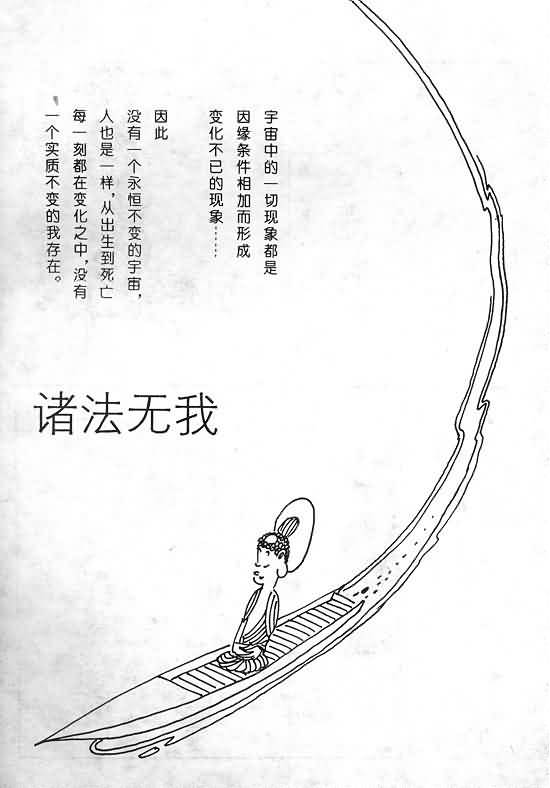 宇宙中的一切现象都是
因缘条件相加而形成
变化不已的现象……
因此
没有一个永恒不变的宇宙，
人也是一样，从出生到死亡
每一刻都在变化之中，没有
一个实质不变的我存在。
诸法无我